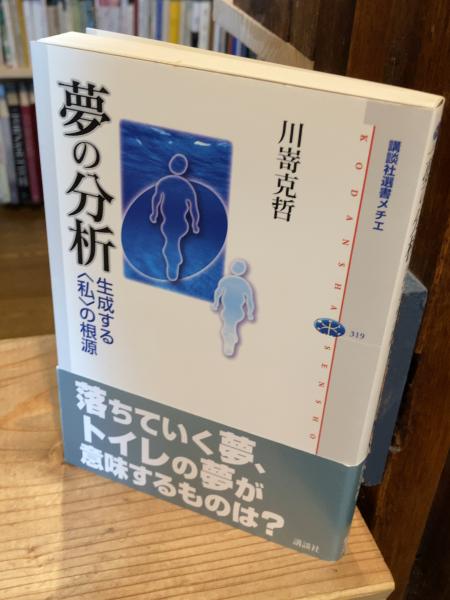 夢の分析
生成する
〈私〉の根源
川嵜克哲
講談社選書メチエ
KODANSHA SENSHO
319
落ちていく夢、
トイレの夢が
意味するものは?
講談社